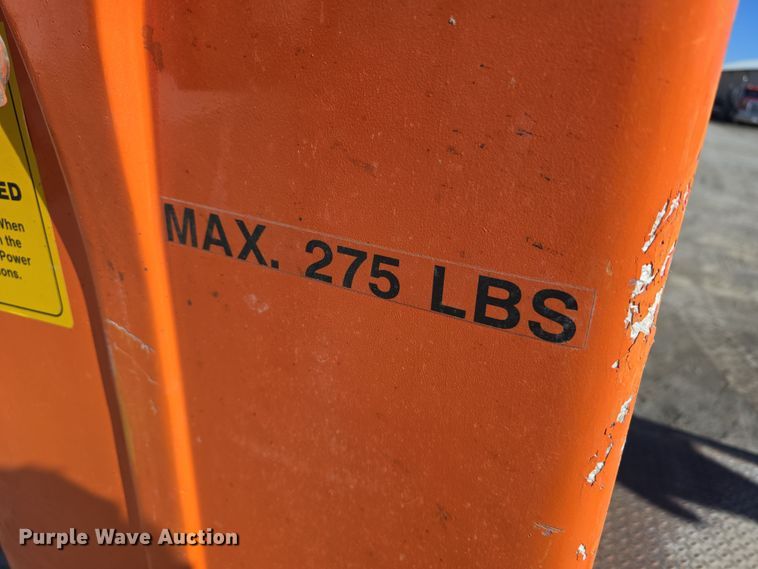 ED
When
the
Power
ons.
MAX. 275 LBS
Purple Wave Auction